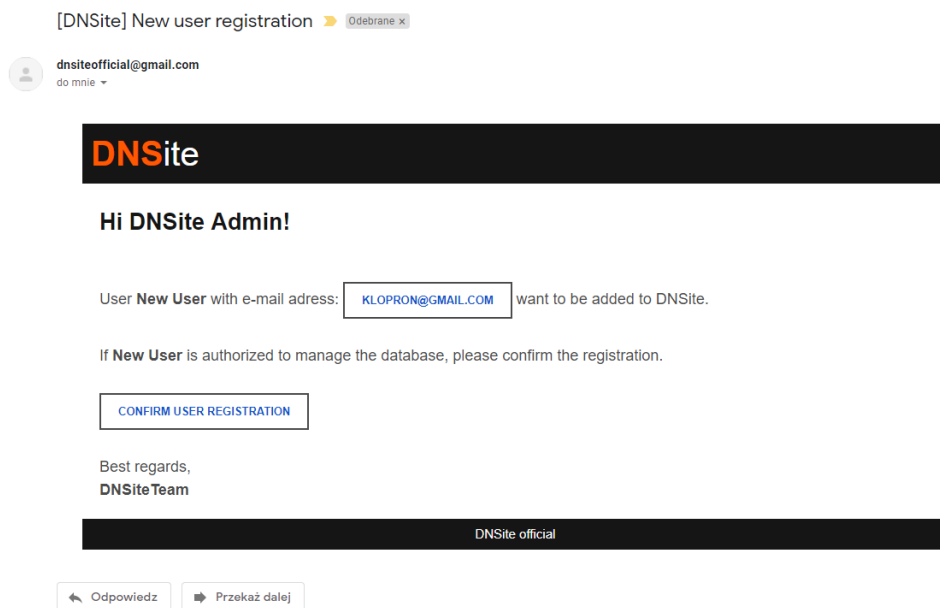 [DNSite] New user registration Odebrane ×
dnsiteofficial@gmail.com
do mnie
DNSite
Hi DNSite Admin!
User New User with e-mail adress: KLOPRON@GMAIL.COM want to be added to DNSite.
If New User is authorized to manage the database, please confirm the registration.
CONFIRM USER REGISTRATION
Best regards,
DNSiteTeam
DNSite official
Odpowiedz Przekaż dalej